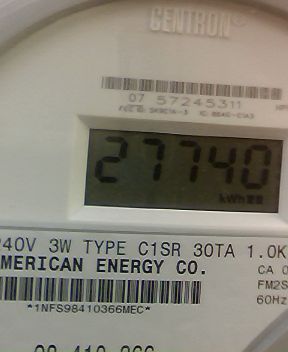 CENTRON
07 57245311
27740
kWh
240V 3W TYPE C1SR 30TA 1.0K
AMERICAN ENERGY CO.
CA 0
FM2S
60Hz
*1NFS98410366MEC*